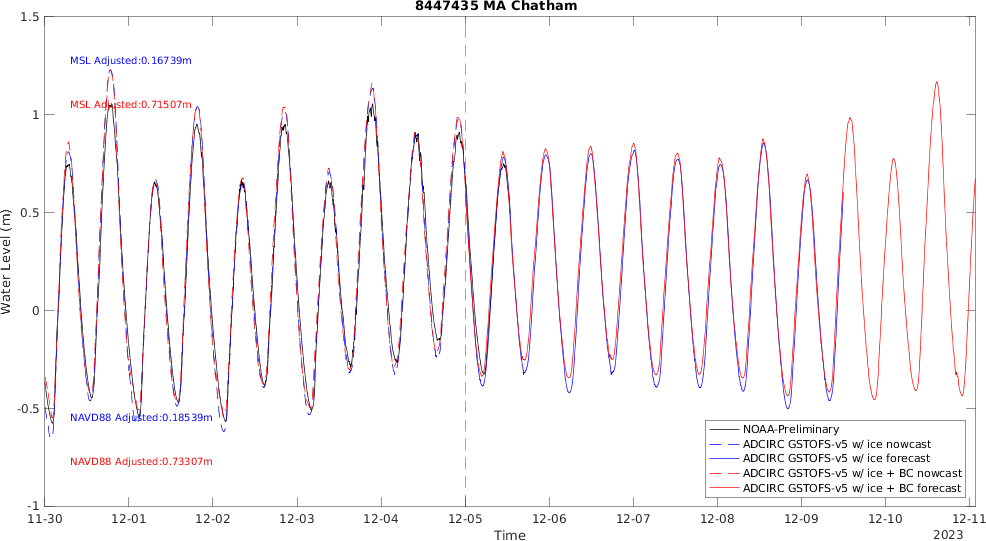 8447435 MA Chatham
1.5
1
0.5
0
-0.5
-1
Water Level (m)
MSL Adjusted:0.16739m
MSL Adjusted:0.71507m
NAVD88 Adjusted:0.18539m
NAVD88 Adjusted:0.73307m
NOAA-Preliminary
ADCIRC GSTOFS-v5 w/ ice nowcast
ADCIRC GSTOFS-v5 w/ ice forecast
ADCIRC GSTOFS-v5 w/ ice + BC nowcast
ADCIRC GSTOFS-v5 w/ ice + BC forecast
11-30 12-01 12-02 12-03 12-04 12-05 12-06 12-07 12-08 12-09 12-10 12-11
Time
2023